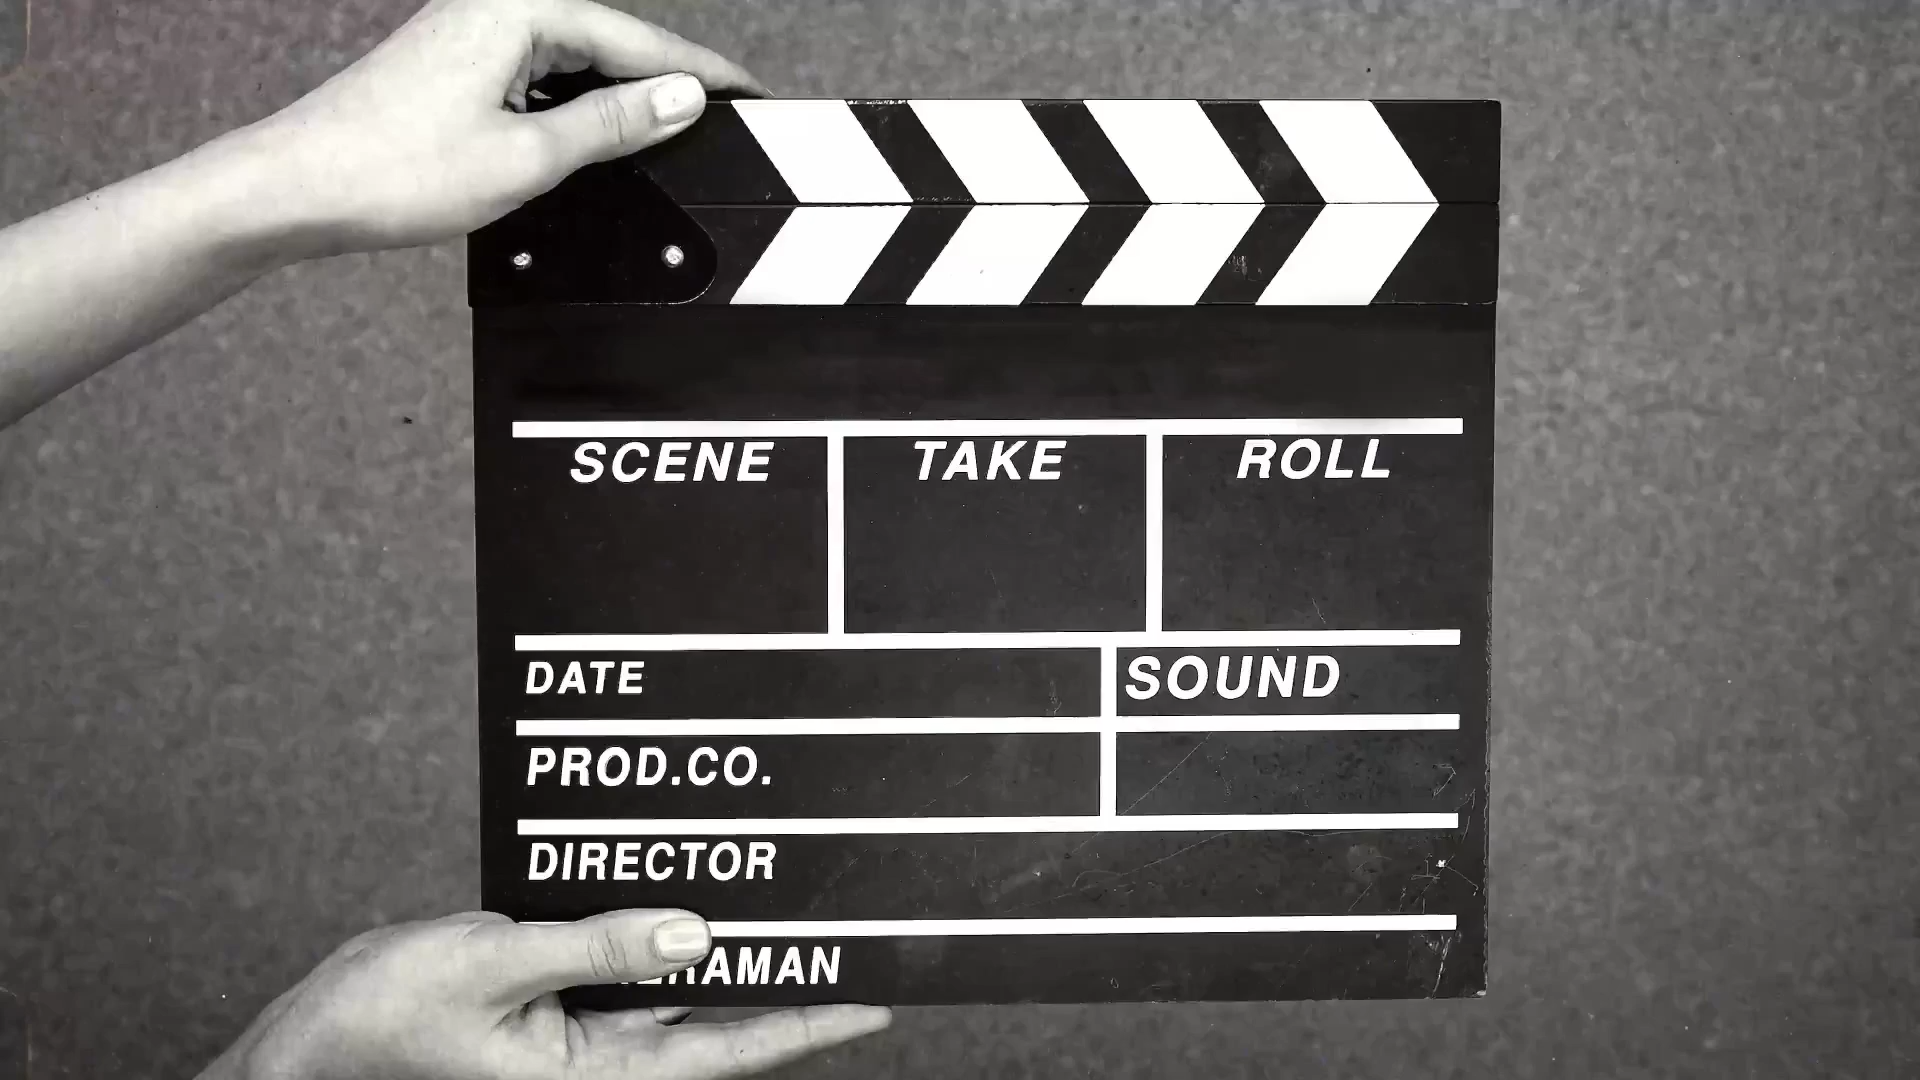 SCENE TAKE ROLL
DATE SOUND
PROD.CO.
DIRECTOR